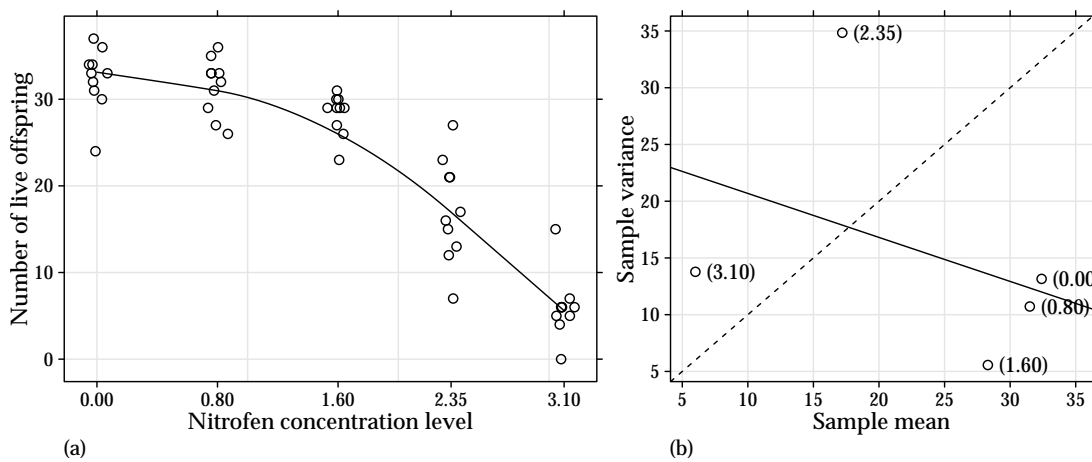 Number of live offspring
30
20
10
0
0.00 0.80 1.60 2.35 3.10
Nitrofen concentration level
(a)
Sample variance
35
30
25
20
15
10
5
(2.35)
(3.10)
(0.00
(0.80)
(1.60)
5 10 15 20 25 30 35
Sample mean
(b)